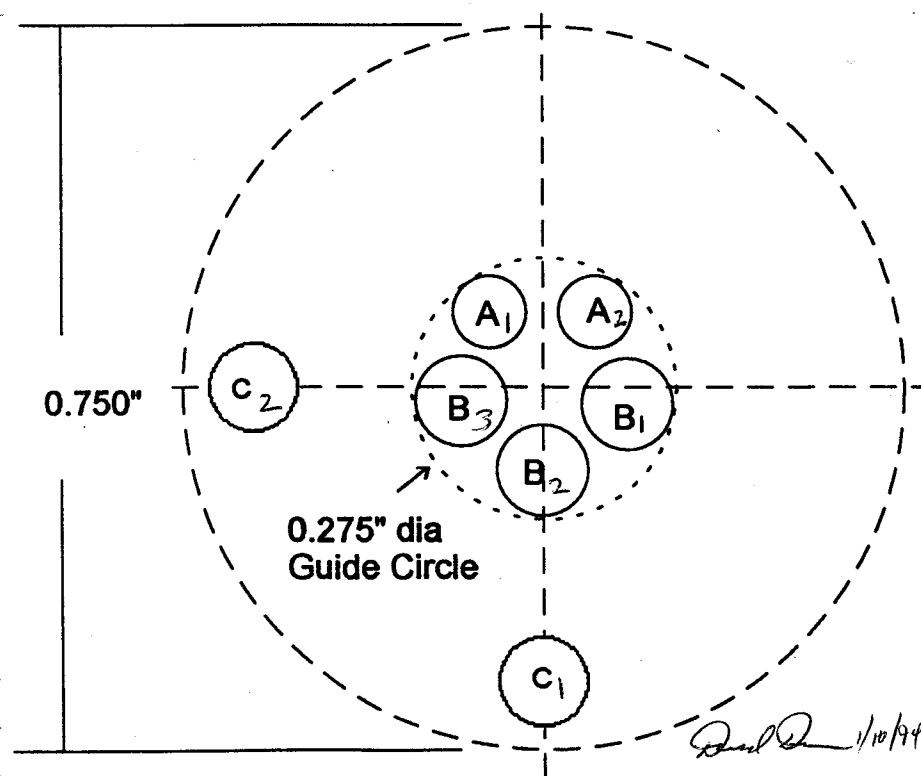 A₁
A₂
0.750"
C₂
B₃
B₁
B₂
0.275" dia
Guide Circle
C₁
1/10/94